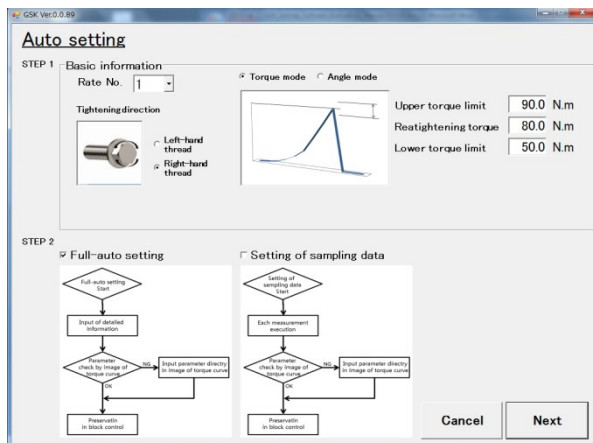 GSK Ver.0.0.89
Auto setting
STEP 1
Basic information
Rate No. 1
Tightening direction
Left-hand thread
Right-hand thread
Torque mode Angle mode
Upper torque limit 90.0 N.m
Reatightening torque 80.0 N.m
Lower torque limit 50.0 N.m
STEP 2
Full-auto setting
Full-auto setting
Start
Input of detailed
information
Parameter
check by Image of
torque curve
NG
Input parameter directry
in Image of torque curve
OK
Preservatin
in block control
Setting of sampling data
Setting of
sampling data
Start
Each measurement
execution
Parameter
check by Image of
torque curve
NG
Input parameter directry
in Image of torque curve
OK
Preservatin
in block control
Cancel
Next